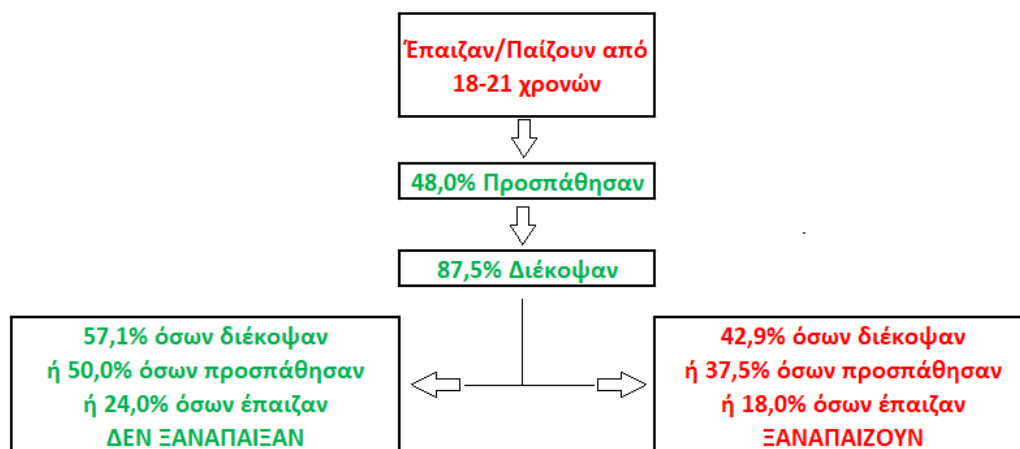 Έπαιζαν/Παίζουν από
18-21 χρονών
48,0% Προσπάθησαν
87,5% Διέκοψαν
57,1% όσων διέκοψαν
ή 50,0% όσων προσπάθησαν
ή 24,0% όσων έπαιζαν
ΔΕΝ ΞΑΝΑΠΑΙΞΑΝ
42,9% όσων διέκοψαν
ή 37,5% όσων προσπάθησαν
ή 18,0% όσων έπαιζαν
ΞΑΝΑΠΑΙΖΟΥΝ